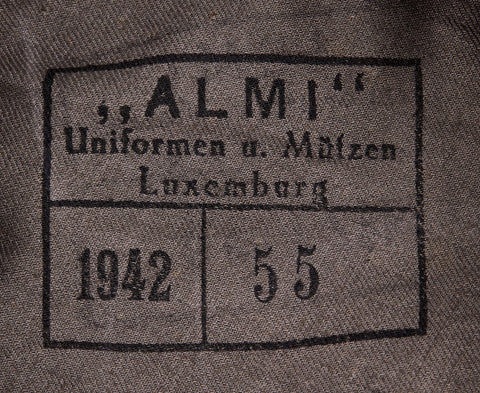 „ALMI“
Uniformen u. Mützen
Luxemburg
1942 55